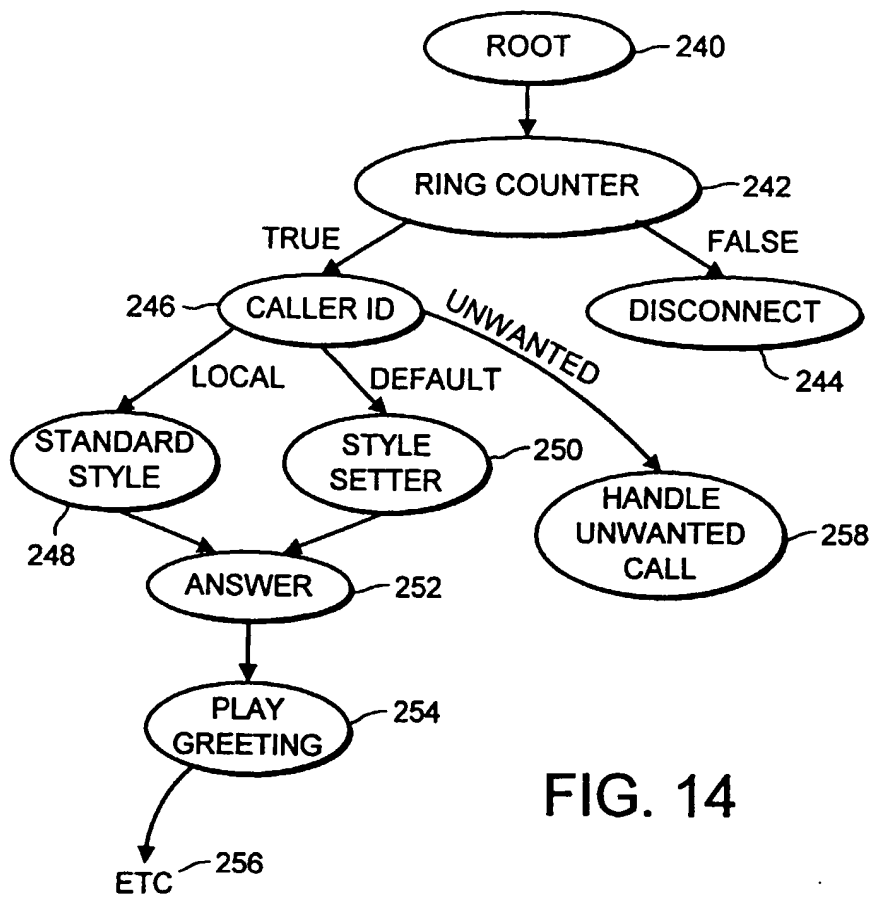 ROOT
240
RING COUNTER
242
TRUE
FALSE
246
CALLER ID
UNWANTED
DISCONNECT
244
LOCAL
DEFAULT
STANDARD
STYLE
248
STYLE
SETTER
250
HANDLE
UNWANTED
CALL
258
ANSWER
252
PLAY
GREETING
254
ETC
256
FIG. 14